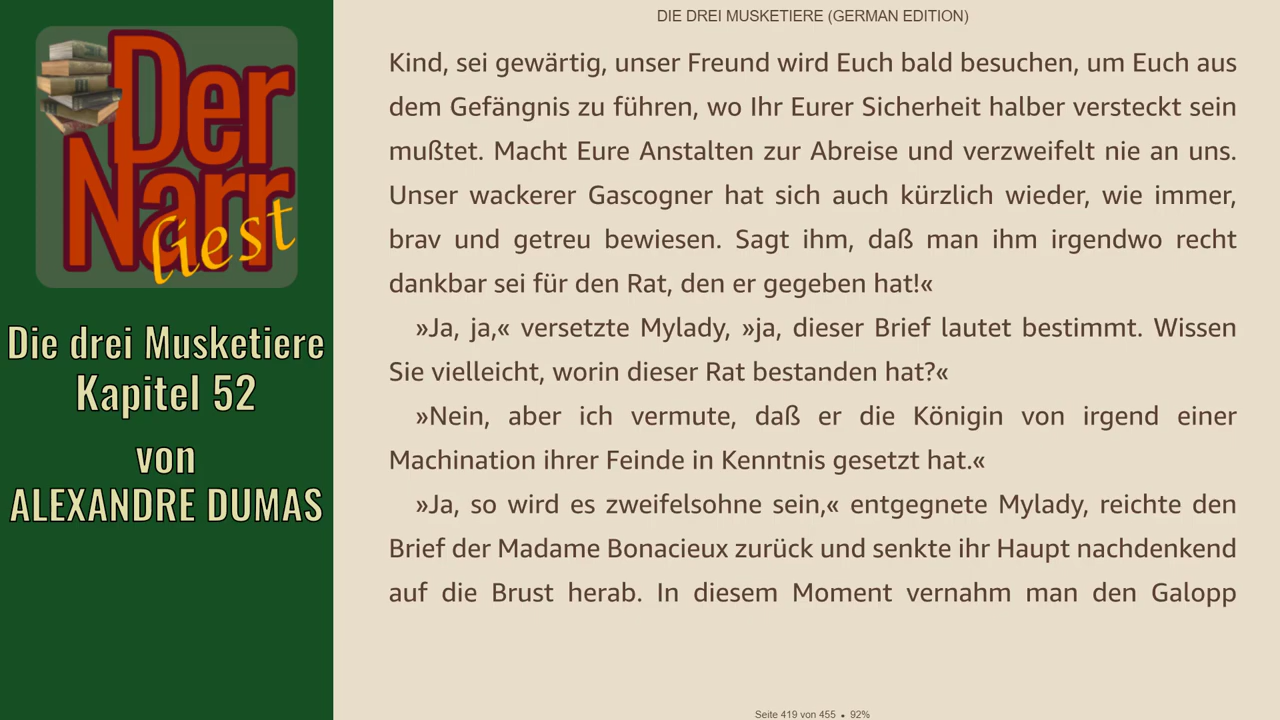 Der
Narr
liest
Die drei Musketiere
Kapitel 52
von
ALEXANDRE DUMAS
DIE DREI MUSKETIERE (GERMAN EDITION)
Kind, sei gewärtig, unser Freund wird Euch bald besuchen, um Euch aus
dem Gefängnis zu führen, wo Ihr Eurer Sicherheit halber versteckt sein
mußtet. Macht Eure Anstalten zur Abreise und verzweifelt nie an uns.
Unser wackerer Gascogner hat sich auch kürzlich wieder, wie immer,
brav und getreu bewiesen. Sagt ihm, daß man ihm irgendwo recht
dankbar sei für den Rat, den er gegeben hat!«
»Ja, ja,« versetzte Mylady, »ja, dieser Brief lautet bestimmt. Wissen
Sie vielleicht, worin dieser Rat bestanden hat?«
»Nein, aber ich vermute, daß er die Königin von irgend einer
Machination ihrer Feinde in Kenntnis gesetzt hat.«
»Ja, so wird es zweifelsohne sein,« entgegnete Mylady, reichte den
Brief der Madame Bonacieux zurück und senkte ihr Haupt nachdenkend
auf die Brust herab. In diesem Moment vernahm man den Galopp
Seite 419 von 455 • 92%